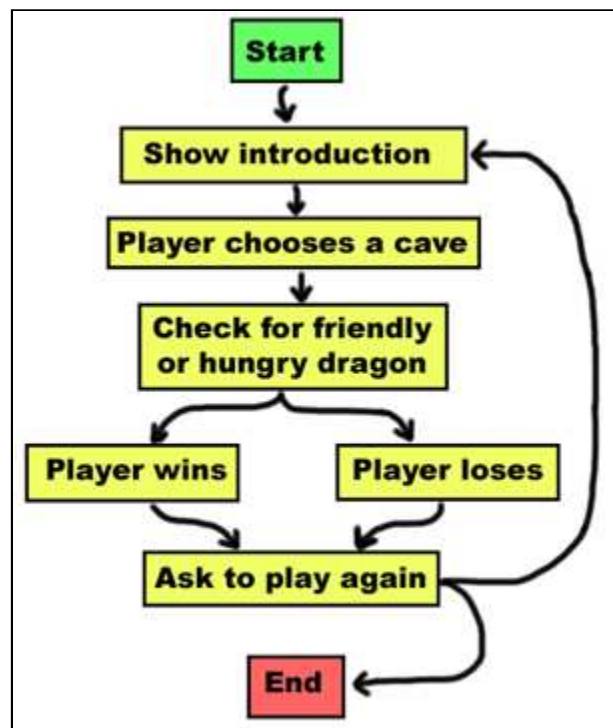 Start
Show introduction
Player chooses a cave
Check for friendly
or hungry dragon
Player wins
Player loses
Ask to play again
End